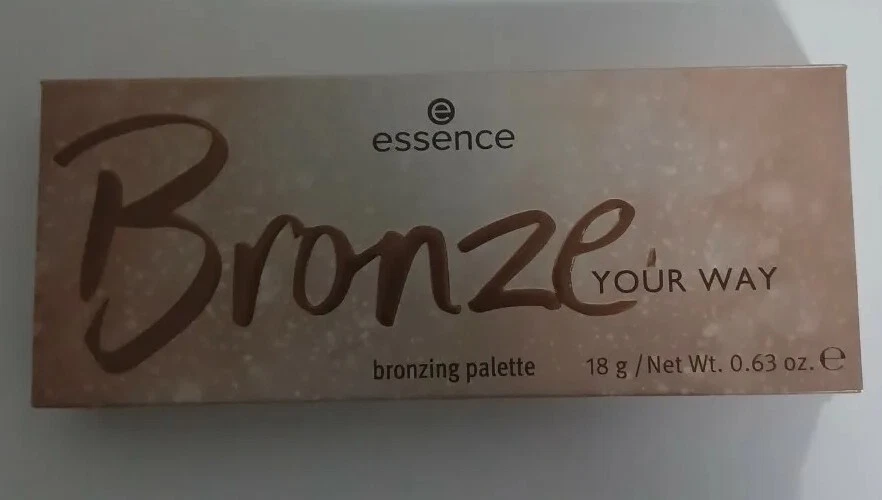 e
essence
Bronze
YOUR WAY
bronzing palette
18 g / Net Wt. 0.63 oz. ℮